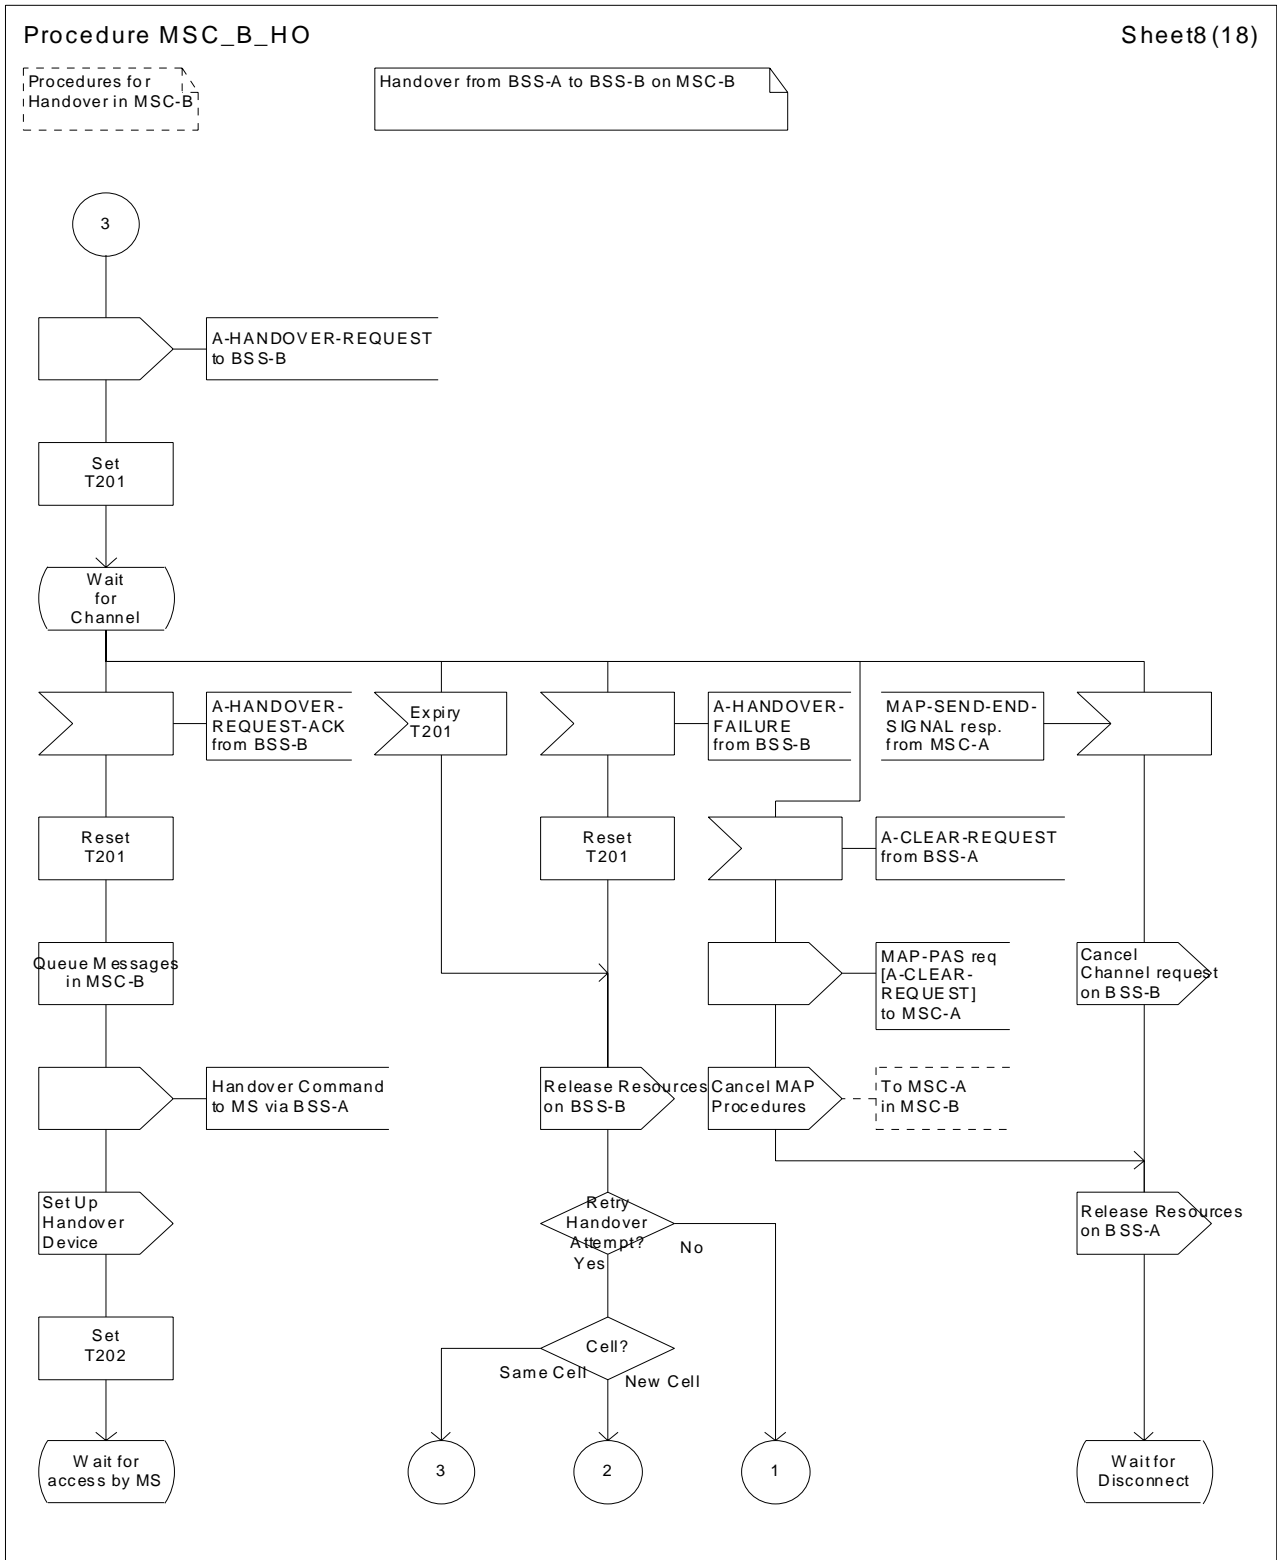 Procedure MSC_B_HO
Sheet8(18)
Procedures for
Handover in MSC-B
Handover from BSS-A to BSS-B on MSC-B
3
A-HANDOVER-REQUEST
to BSS-B
Set
T201
Wait
for
Channel
A-HANDOVER-
REQUEST-ACK
from BSS-B
Expiry
T201
A-HANDOVER-
FAILURE
from BSS-B
MAP-SEND-END-
SIGNAL resp.
from MSC-A
Reset
T201
Reset
T201
A-CLEAR-REQUEST
from BSS-A
Queue Messages
in MSC-B
MAP-PAS req
[A-CLEAR-
REQUEST]
to MSC-A
Cancel
Channel request
on BSS-B
Handover Command
to MS via BSS-A
Release Resources
on BSS-B
Cancel MAP
Procedures
To MSC-A
in MSC-B
Set Up
Handover
Device
Retry
Handover
Attempt?
Yes
No
Release Resources
on BSS-A
Set
T202
Cell?
Same Cell
New Cell
Wait for
access by MS
3
2
1
Wait for
Disconnect